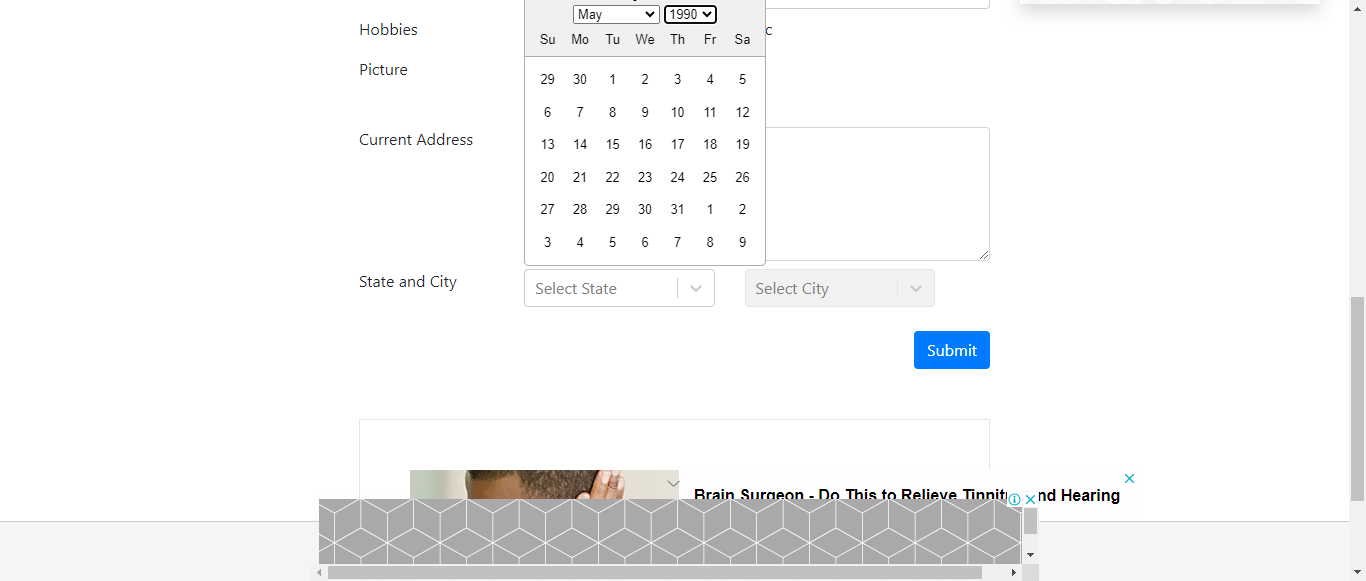 May 1990
Hobbies
c
Su Mo Tu We Th Fr Sa
Picture
29 30 1 2 3 4 5
6 7 8 9 10 11 12
Current Address
13 14 15 16 17 18 19
20 21 22 23 24 25 26
27 28 29 30 31 1 2
3 4 5 6 7 8 9
State and City
Select State
Select City
Submit
Brain Surgeon - Do This to Relieve
nd Hearing